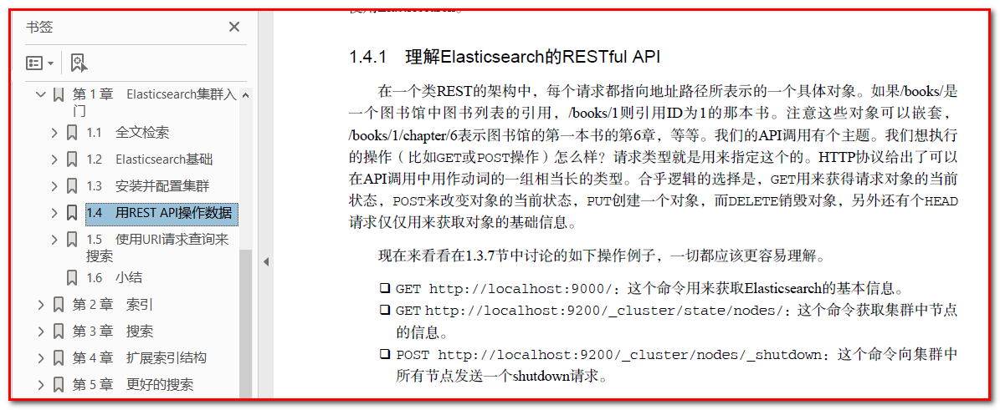 书签
第 1 章 Elasticsearch集群入
门
1.1 全文检索
1.2 Elasticsearch基础
1.3 安装并配置集群
1.4 用REST API操作数据
1.5 使用URI请求查询来
搜索
1.6 小结
第 2 章 索引
第 3 章 搜索
第 4 章 扩展索引结构
第 5 章 更好的搜索
1.4.1 理解Elasticsearch的RESTful API
在一个类REST的架构中，每个请求都指向地址路径所表示的一个具体对象。如果/books/是
一个图书馆中图书列表的引用，/books/1则引用ID为1的那本书。注意这些对象可以嵌套，
/books/1/chapter/6表示图书馆的第一本书的第6章，等等。我们的API调用有个主题。我们想执行
的操作（比如GET或POST操作）怎么样？请求类型就是用来指定这个的。HTTP协议给出了可以
在API调用中用作动词的一组相当长的类型。合乎逻辑的选择是，GET用来获得请求对象的当前
状态，POST来改变对象的当前状态，PUT创建一个对象，而DELETE销毁对象，另外还有个HEAD
请求仅仅用来获取对象的基础信息。
现在来看看在1.3.7节中讨论的如下操作例子，一切都应该更容易理解。
❑ GET http://localhost:9000/：这个命令用来获取Elasticsearch的基本信息。
❑ GET http://localhost:9200/_cluster/state/nodes/：这个命令获取集群中节点
的信息。
❑ POST http://localhost:9200/_cluster/nodes/_shutdown：这个命令向集群中
所有节点发送一个shutdown请求。